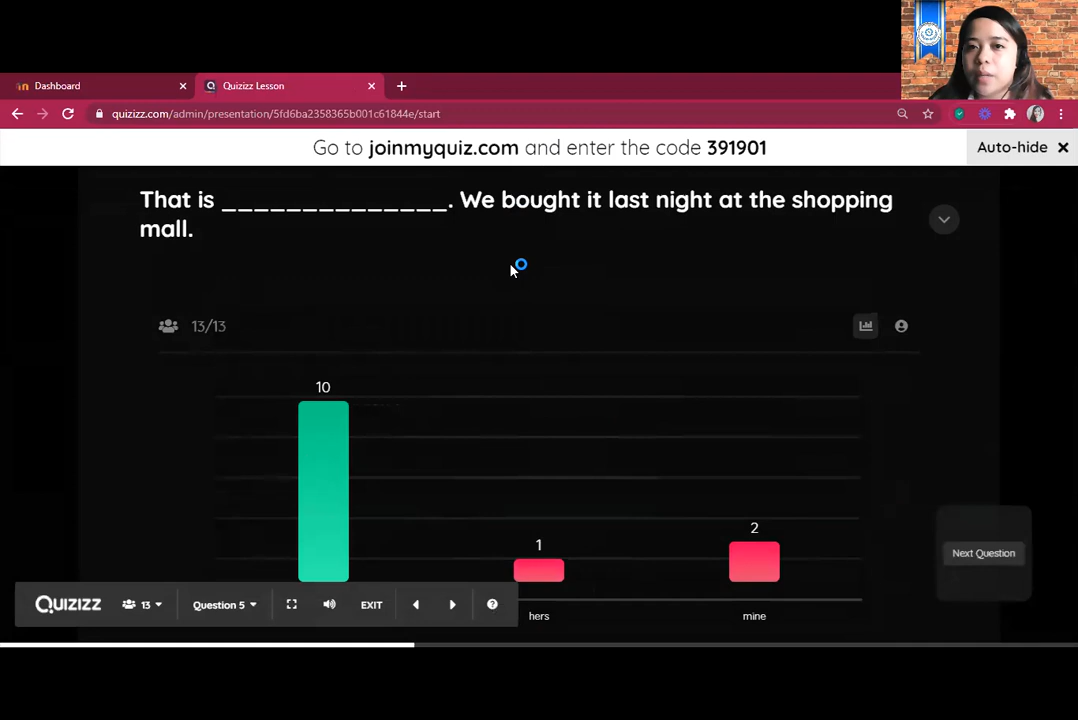 Dashboard
Quizizz Lesson
quizizz.com/admin/presentation/5fd6ba2358365b001c61844e/start
Go to joinmyquiz.com and enter the code 391901
Auto-hide
That is ______________. We bought it last night at the shopping
mall.
13/13
10
1
2
Next Question
QUIZIZZ
13
Question 5
EXIT
hers
mine